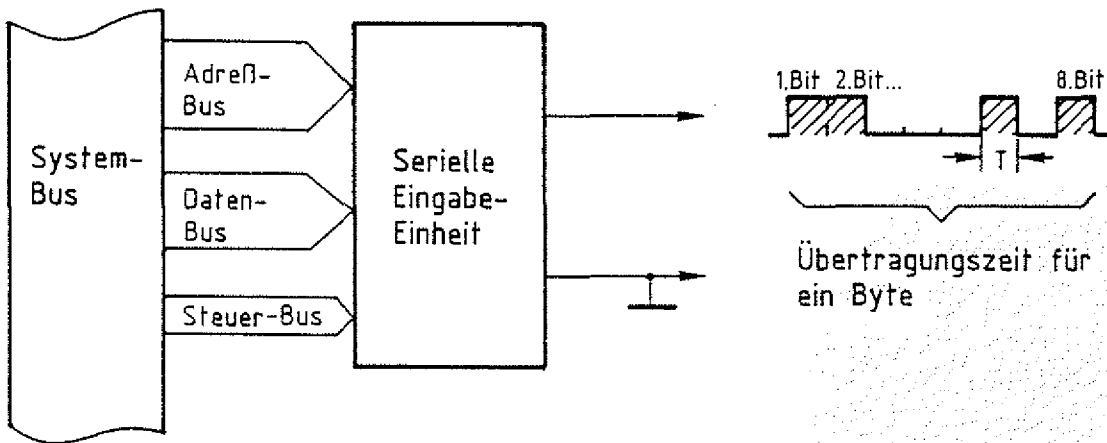 System-
Bus
Adreß-
Bus
Daten-
Bus
Steuer-Bus
Serielle
Eingabe-
Einheit
1.Bit 2.Bit... 8.Bit
T
Übertragungszeit für
ein Byte